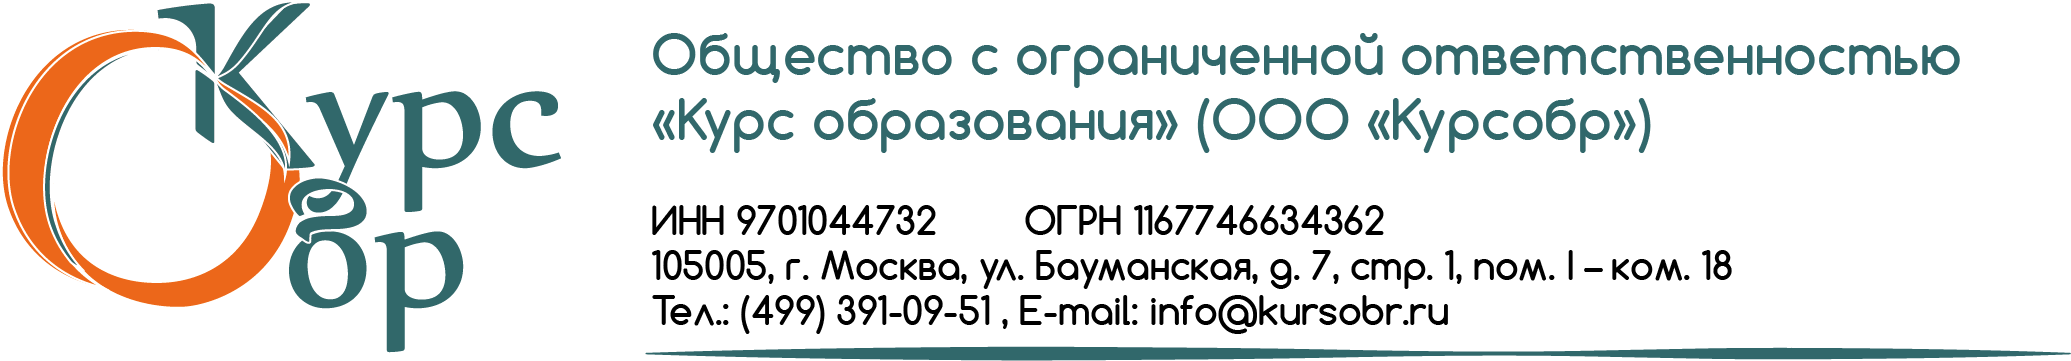 Курс
обр
Общество с ограниченной ответственностью
«Курс образования» (ООО «Курсобр»)
ИНН 9701044732 ОГРН 1167746634362
105005, г. Москва, ул. Бауманская, д. 7, стр. 1, пом. I – ком. 18
Тел.: (499) 391-09-51 , E-mail: info@kursobr.ru